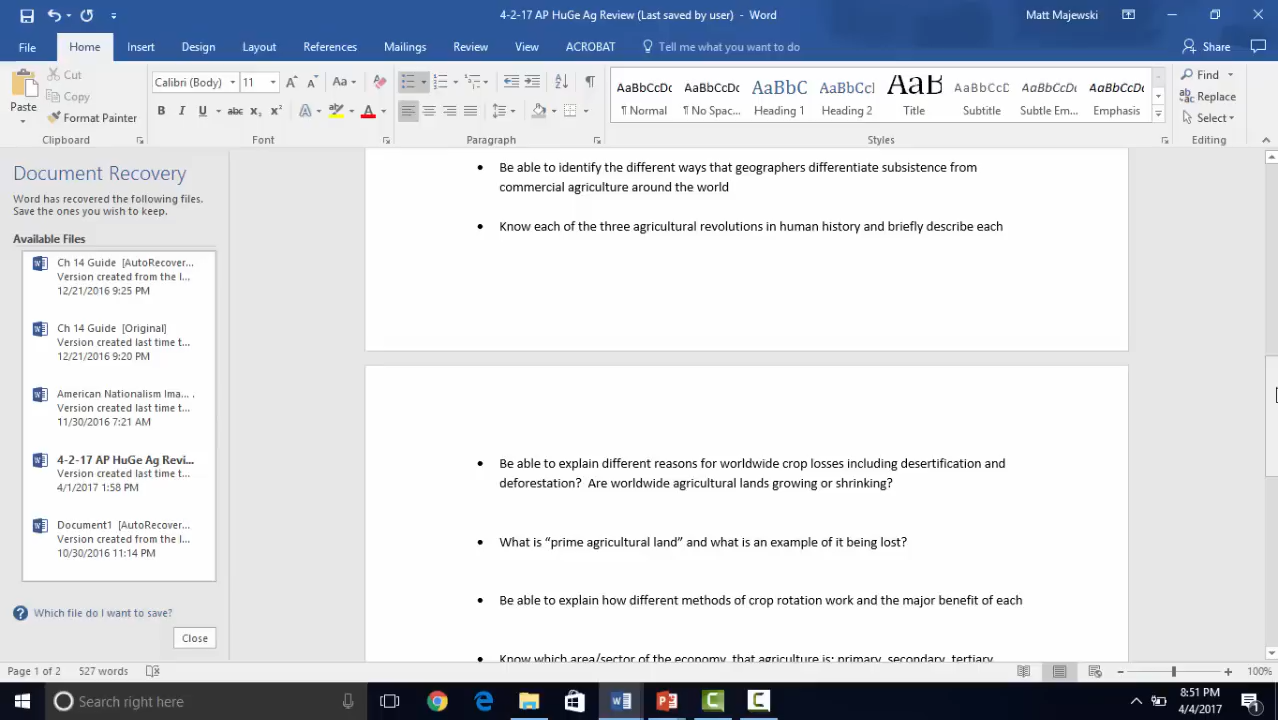 4-2-17 AP HuGe Ag Review (Last saved by user) - Word
Matt Majewski
File Home Insert Design Layout References Mailings Review View ACROBAT Tell me what you want to do Share
Paste
Cut
Copy
Format Painter
Clipboard
Calibri (Body) 11
Font
Paragraph
AaBbCcDc AaBbCcDc AaBbC AaBbCcl AaB AaBbCcD AaBbCcDc AaBbCcDc
¶ Normal ¶ No Spac... Heading 1 Heading 2 Title Subtitle Subtle Em... Emphasis
Styles
Find
Replace
Select
Editing
Document Recovery
Word has recovered the following files.
Save the ones you wish to keep.
Available Files
Ch 14 Guide [AutoRecover...
Version created from the l...
12/21/2016 9:25 PM
Ch 14 Guide [Original]
Version created last time t...
12/21/2016 9:20 PM
American Nationalism Ima...
Version created last time t...
11/30/2016 7:21 AM
4-2-17 AP HuGe Ag Revi...
Version created last time t...
4/1/2017 1:58 PM
Document1 [AutoRecover...
Version created from the l...
10/30/2016 11:14 PM
Which file do I want to save?
Close
• Be able to identify the different ways that geographers differentiate subsistence from
commercial agriculture around the world
• Know each of the three agricultural revolutions in human history and briefly describe each
• Be able to explain different reasons for worldwide crop losses including desertification and
deforestation? Are worldwide agricultural lands growing or shrinking?
• What is “prime agricultural land” and what is an example of it being lost?
• Be able to explain how different methods of crop rotation work and the major benefit of each
• Know which area/sector of the economy, that agriculture is: primary, secondary, tertiary
Page 1 of 2 527 words
100%
Search right here
8:51 PM
4/4/2017